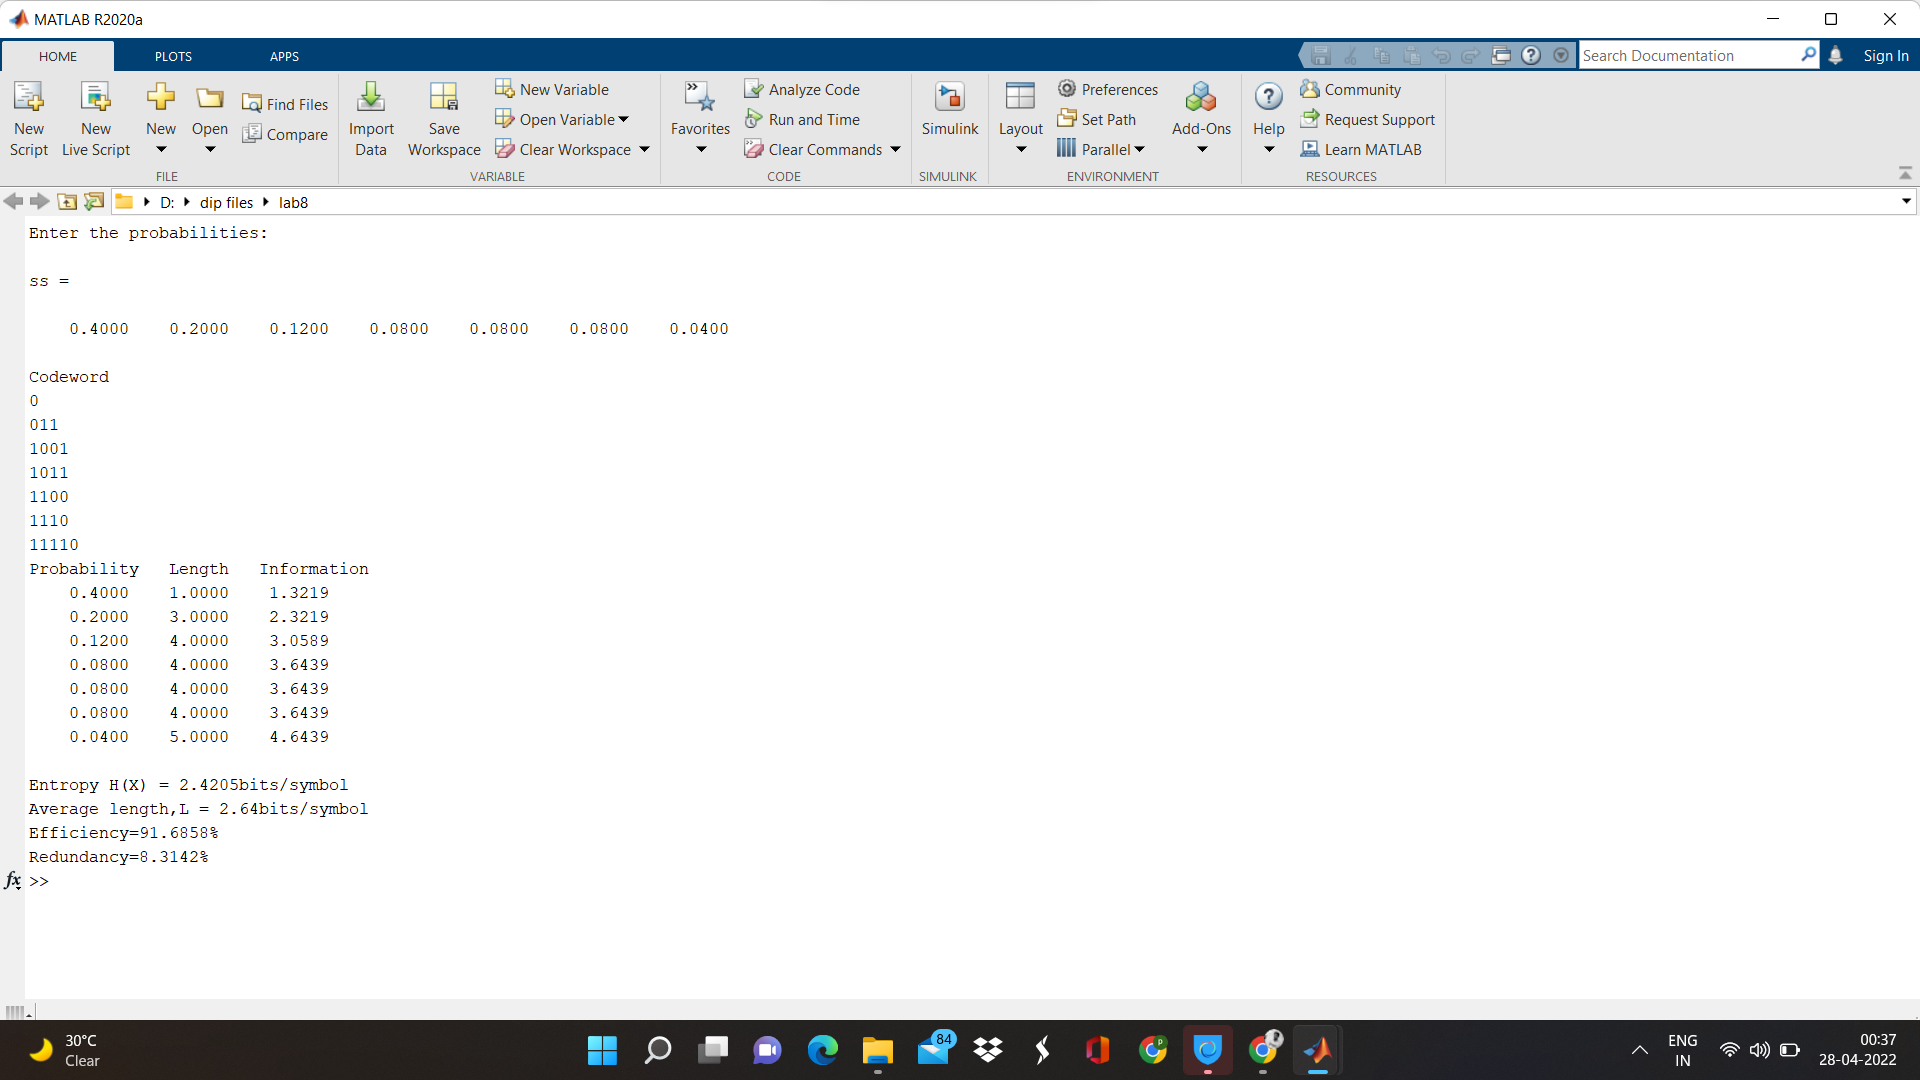 MATLAB R2020a
HOME PLOTS APPS Search Documentation Sign In
New Script New Live Script New Open Find Files Compare
FILE
Import Data Save Workspace New Variable Open Variable Clear Workspace
VARIABLE
Favorites Analyze Code Run and Time Clear Commands
CODE
Simulink
SIMULINK
Layout Preferences Set Path Parallel Add-Ons
ENVIRONMENT
Help Community Request Support Learn MATLAB
RESOURCES
D: dip files lab8
Enter the probabilities:
ss =
0.4000 0.2000 0.1200 0.0800 0.0800 0.0800 0.0400
Codeword
0
011
1001
1011
1100
1110
11110
Probability Length Information
0.4000 1.0000 1.3219
0.2000 3.0000 2.3219
0.1200 4.0000 3.0589
0.0800 4.0000 3.6439
0.0800 4.0000 3.6439
0.0800 4.0000 3.6439
0.0400 5.0000 4.6439
Entropy H(X) = 2.4205bits/symbol
Average length,L = 2.64bits/symbol
Efficiency=91.6858%
Redundancy=8.3142%
fx >>
30°C
Clear
84
ENG
IN
00:37
28-04-2022